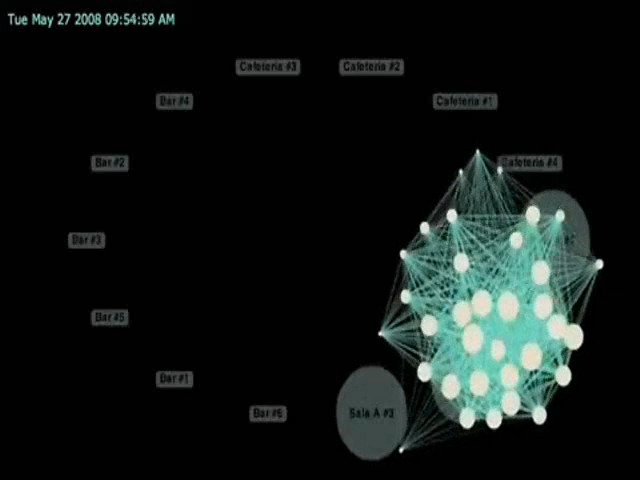 Tue May 27 2008 09:54:59 AM
Cafeteria #3
Cafeteria #2
Bar #4
Cafeteria #1
Bar #2
Cafeteria #4
Bar #3
Bar #5
Bar #1
Bar #6
Sala A #3